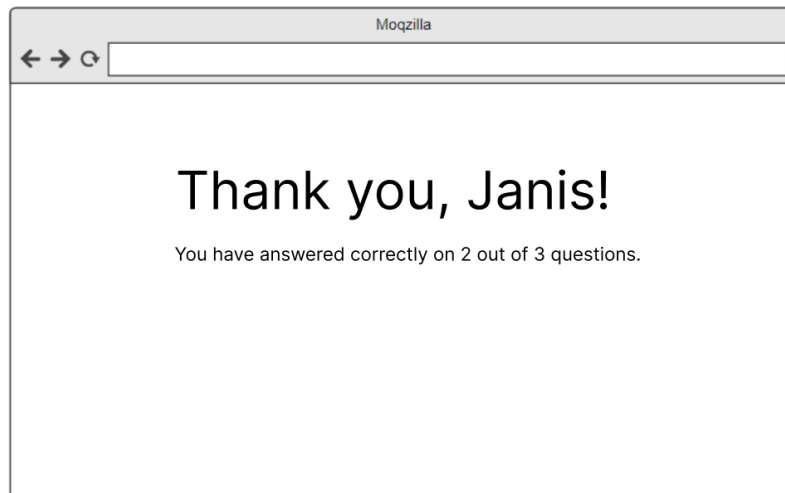 Moqzilla
Thank you, Janis!
You have answered correctly on 2 out of 3 questions.